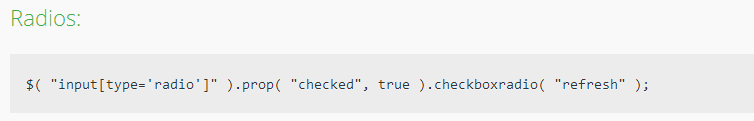 Radios:
$( "input[type='radio']" ).prop( "checked", true ).checkboxradio( "refresh" );